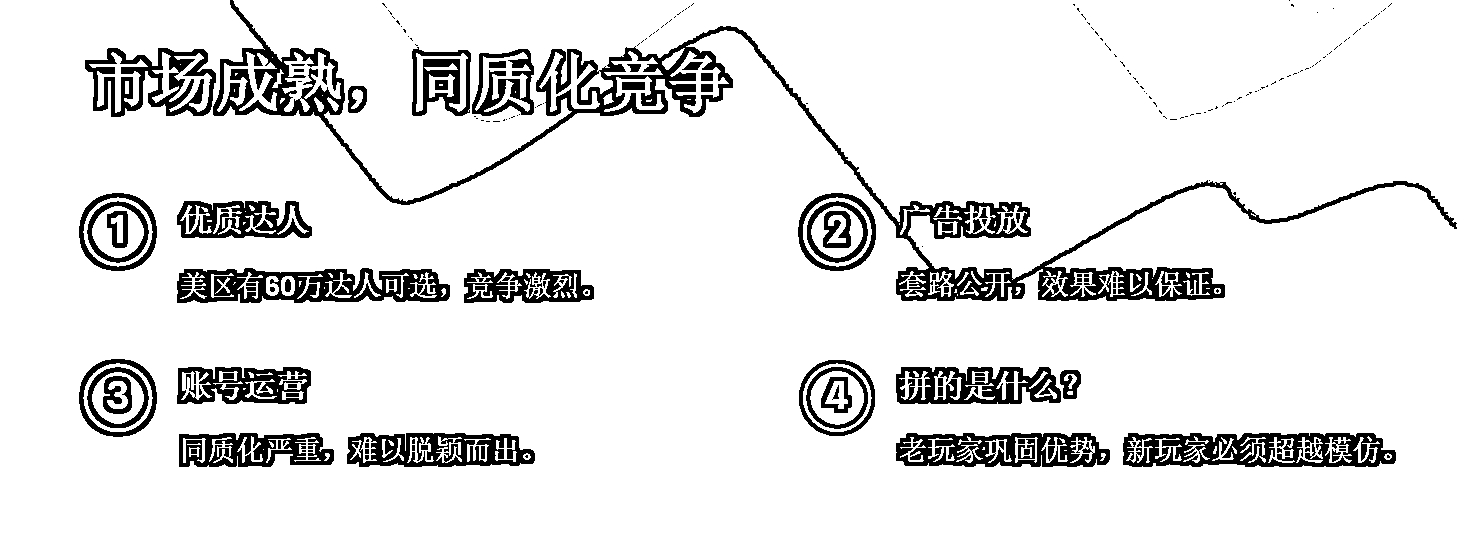 市场成熟，同质化竞争
1 优质达人
美区有60万达人可选，竞争激烈。
2 广告投放
套路公开，效果难以保证。
3 账号运营
同质化严重，难以脱颖而出。
4 拼的是什么？
老玩家巩固优势，新玩家必须超越模仿。